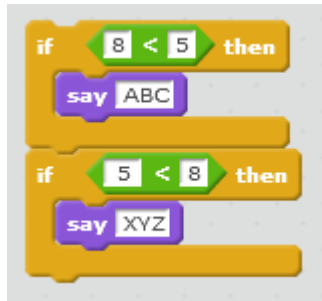 if 8 < 5 then
say ABC
if 5 < 8 then
say XYZ